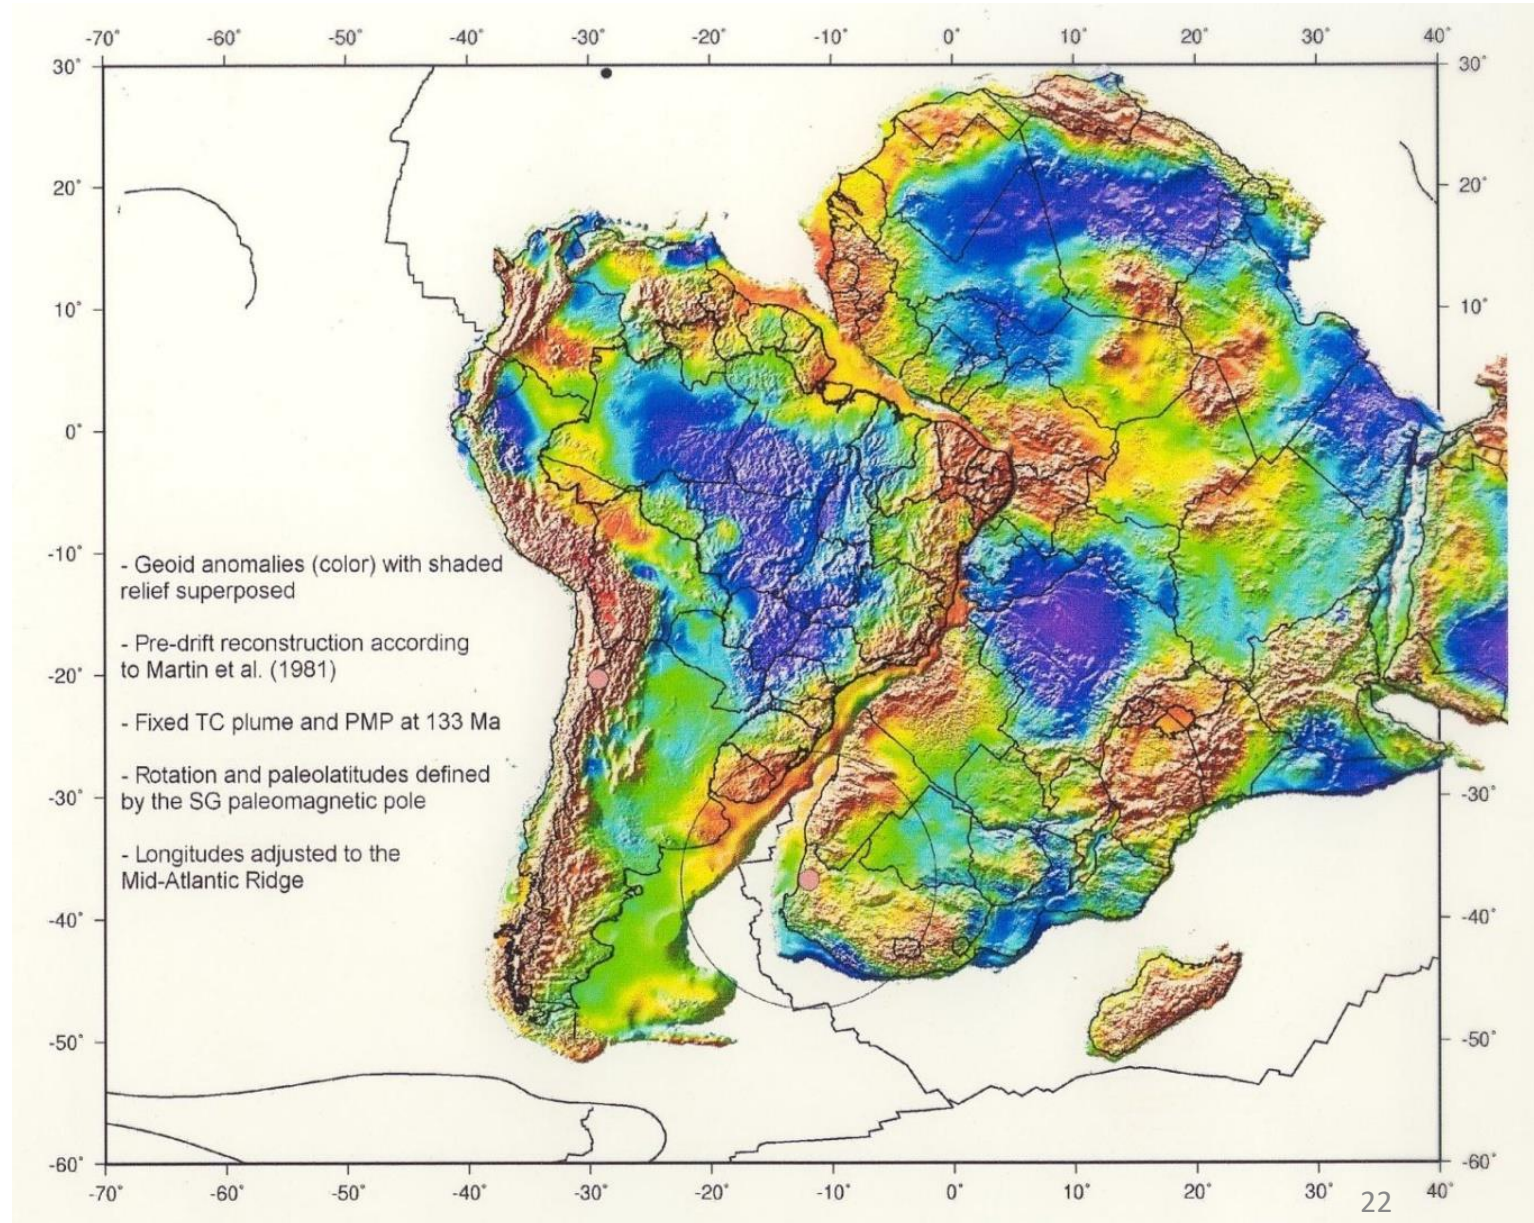 -70° -60° -50° -40° -30° -20° -10° 0° 10° 20° 30° 40°
30° 30°
20° 20°
10° 10°
0° 0°
-10° -10°
- Geoid anomalies (color) with shaded
relief superposed
- Pre-drift reconstruction according
to Martin et al. (1981)
-20° -20°
- Fixed TC plume and PMP at 133 Ma
- Rotation and paleolatitudes defined
by the SG paleomagnetic pole
-30° -30°
- Longitudes adjusted to the
Mid-Atlantic Ridge
-40° -40°
-50° -50°
-60° -60°
-70° -60° -50° -40° -30° -20° -10° 0° 10° 20° 30° 40°
22